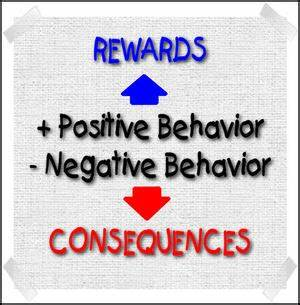 REWARDS
+ Positive Behavior
- Negative Behavior
CONSEQUENCES